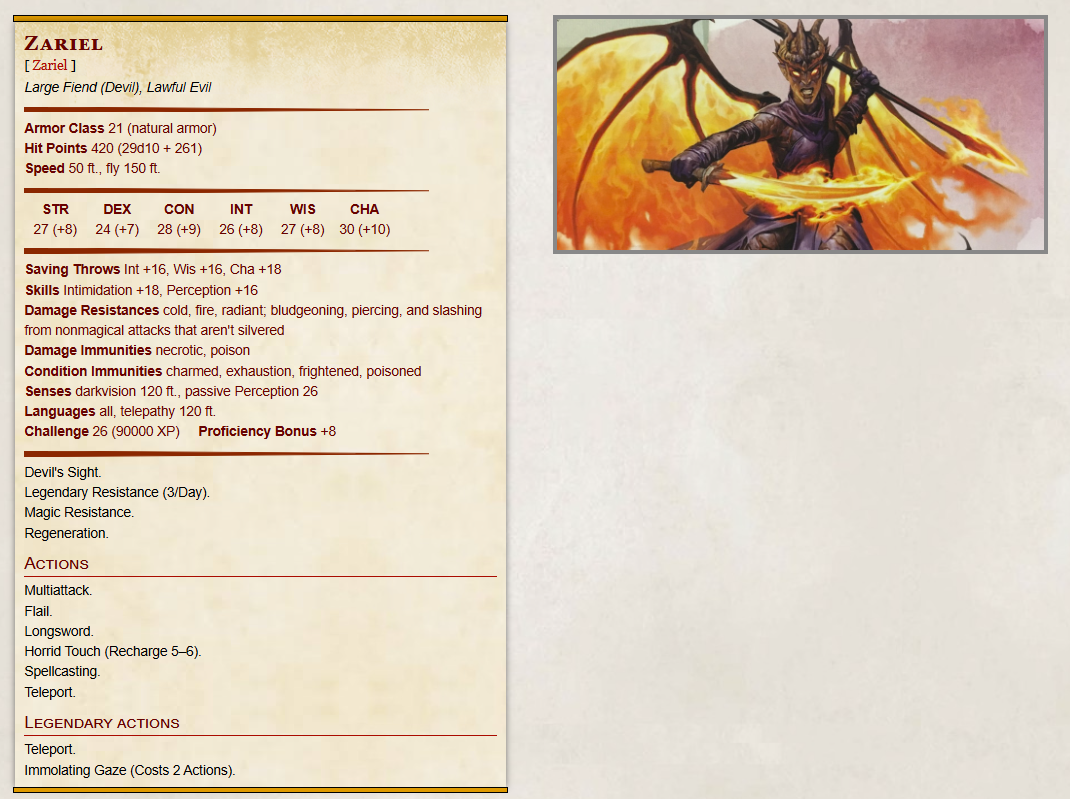 Zariel
[ Zariel ]
Large Fiend (Devil), Lawful Evil
Armor Class 21 (natural armor)
Hit Points 420 (29d10 + 261)
Speed 50 ft., fly 150 ft.
STR DEX CON INT WIS CHA
27 (+8) 24 (+7) 28 (+9) 26 (+8) 27 (+8) 30 (+10)
Saving Throws Int +16, Wis +16, Cha +18
Skills Intimidation +18, Perception +16
Damage Resistances cold, fire, radiant; bludgeoning, piercing, and slashing
from nonmagical attacks that aren't silvered
Damage Immunities necrotic, poison
Condition Immunities charmed, exhaustion, frightened, poisoned
Senses darkvision 120 ft., passive Perception 26
Languages all, telepathy 120 ft.
Challenge 26 (90000 XP) Proficiency Bonus +8
Devil's Sight.
Legendary Resistance (3/Day).
Magic Resistance.
Regeneration.
Actions
Multiattack.
Flail.
Longsword.
Horrid Touch (Recharge 5–6).
Spellcasting.
Teleport.
Legendary actions
Teleport.
Immolating Gaze (Costs 2 Actions).